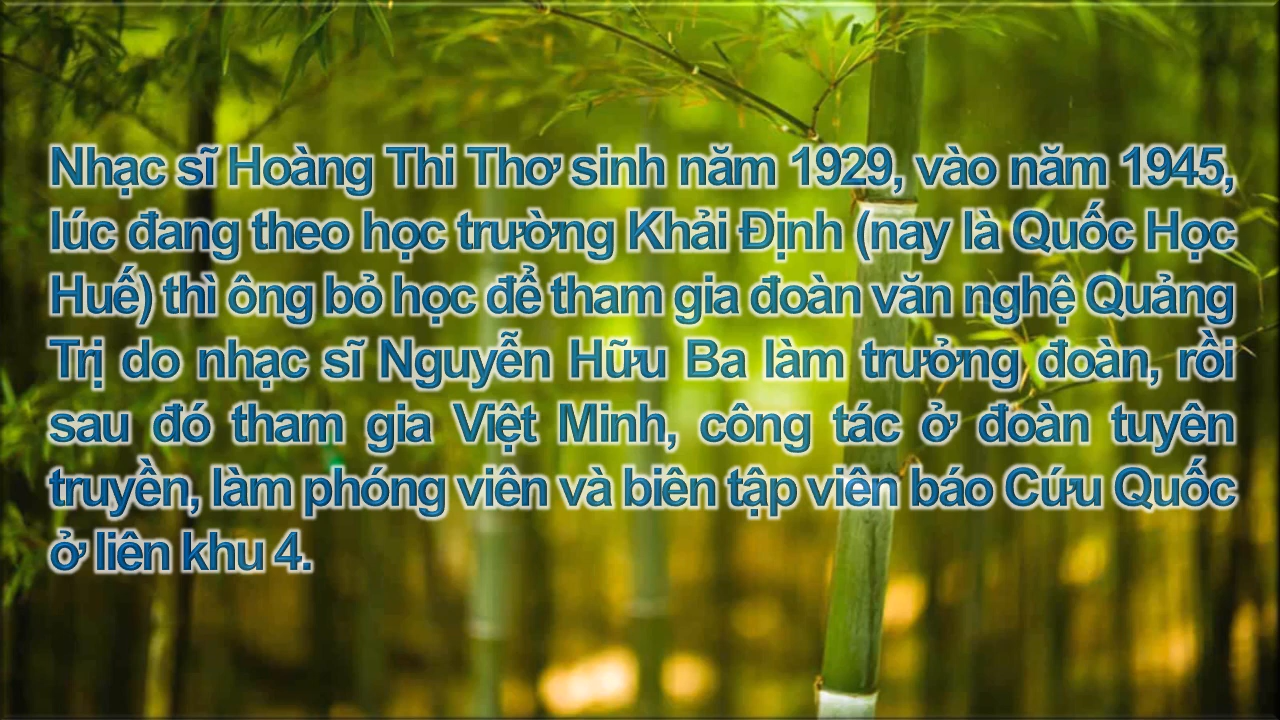 Nhạc sĩ Hoàng Thi Thơ sinh năm 1929, vào năm 1945,
lúc đang theo học trường Khải Định (nay là Quốc Học
Huế) thì ông bỏ học để tham gia đoàn văn nghệ Quảng
Trị do nhạc sĩ Nguyễn Hữu Ba làm trưởng đoàn, rồi
sau đó tham gia Việt Minh, công tác ở đoàn tuyên
truyền, làm phóng viên và biên tập viên báo Cứu Quốc
ở liên khu 4.